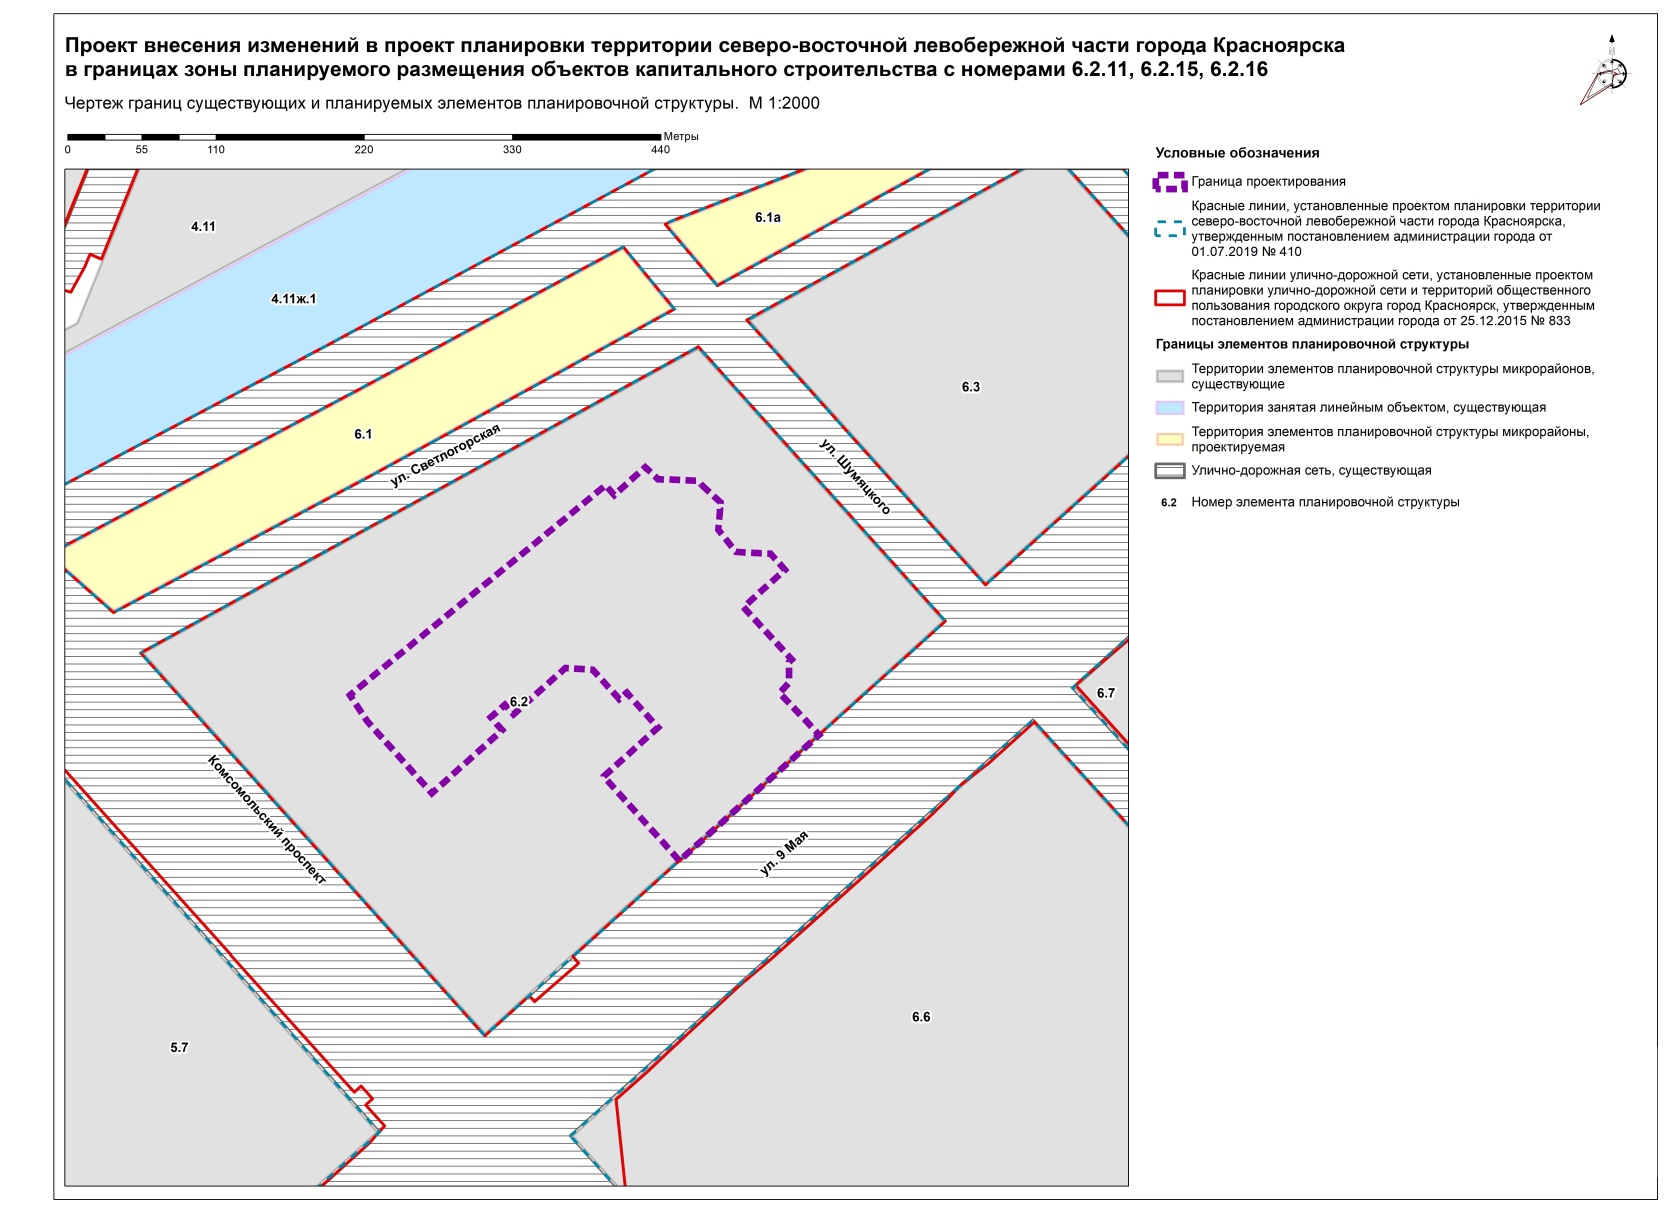 Проект внесения изменений в проект планировки территории северо-восточной левобережной части города Красноярска
в границах зоны планируемого размещения объектов капитального строительства с номерами 6.2.11, 6.2.15, 6.2.16
Чертеж границ существующих и планируемых элементов планировочной структуры. М 1:2000
Метры
0 55 110 220 330 440
Условные обозначения
Граница проектирования
Красные линии, установленные проектом планировки территории
северо-восточной левобережной части города Красноярска,
утвержденным постановлением администрации города от
01.07.2019 № 410
Красные линии улично-дорожной сети, установленные проектом
планировки улично-дорожной сети и территорий общественного
пользования городского округа город Красноярск, утвержденным
постановлением администрации города от 25.12.2015 № 833
Границы элементов планировочной структуры
Территории элементов планировочной структуры микрорайонов,
существующие
Территория занятая линейным объектом, существующая
Территория элементов планировочной структуры микрорайоны,
проектируемая
Улично-дорожная сеть, существующая
6.2 Номер элемента планировочной структуры
4.11
6.1а
4.11ж.1
6.3
6.1
ул. Светлогорская
ул. Шумяцкого
6.2
6.7
Комсомольский проспект
ул. 9 Мая
6.6
5.7